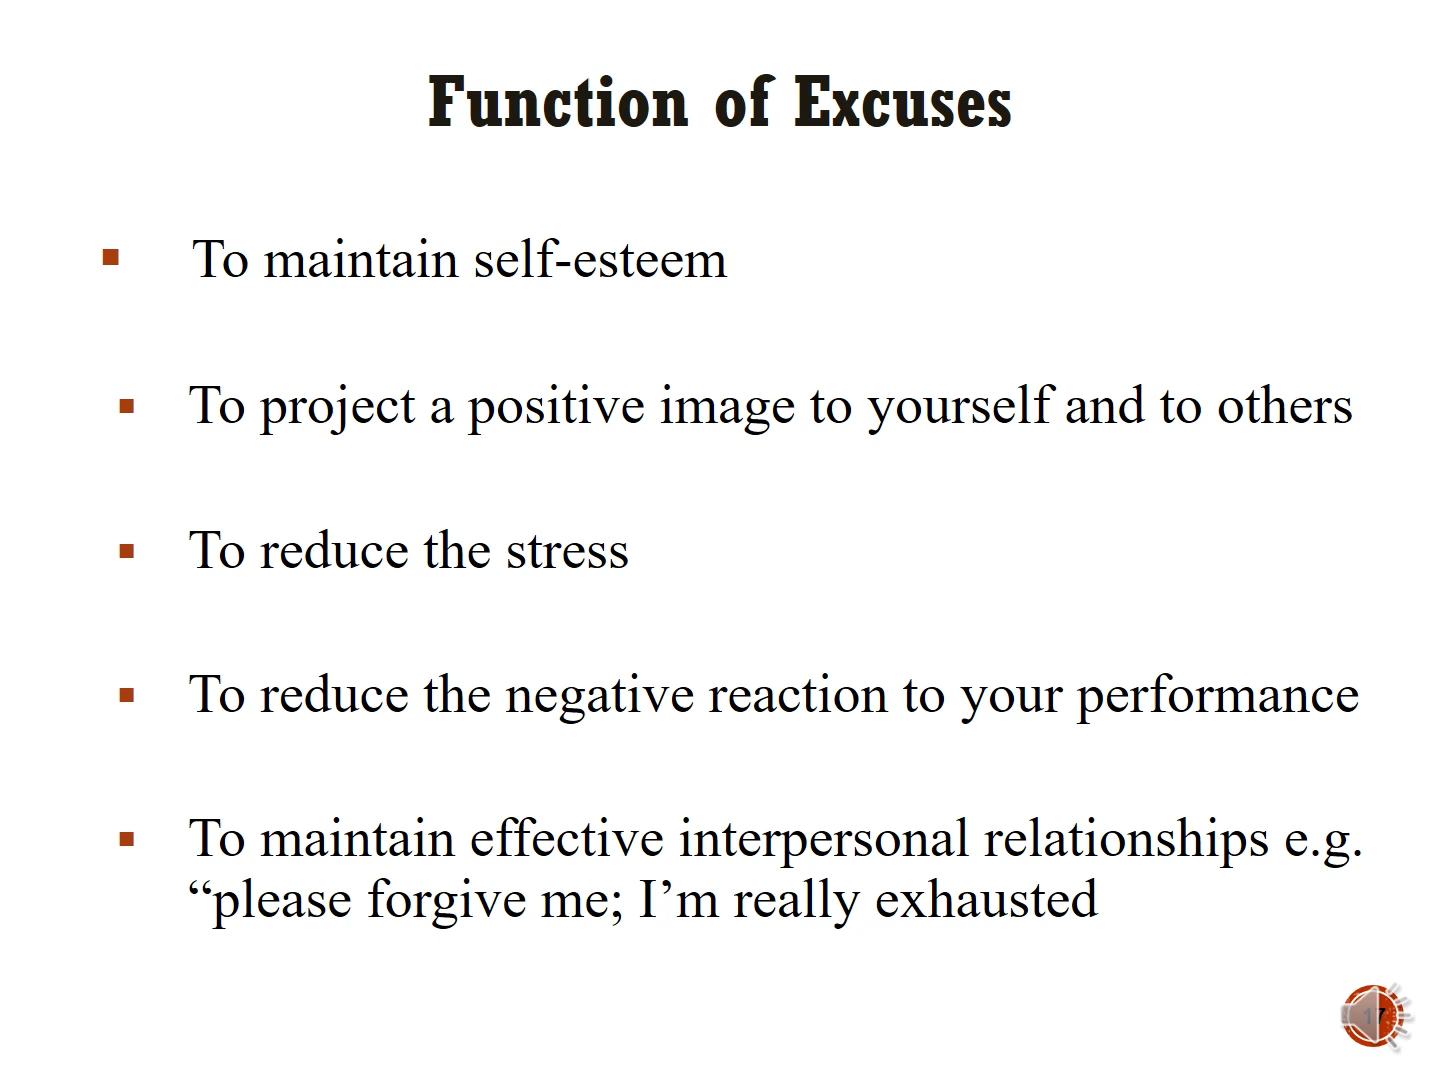 Function of Excuses
To maintain self-esteem
To project a positive image to yourself and to others
To reduce the stress
To reduce the negative reaction to your performance
To maintain effective interpersonal relationships e.g.
“please forgive me; I’m really exhausted
17